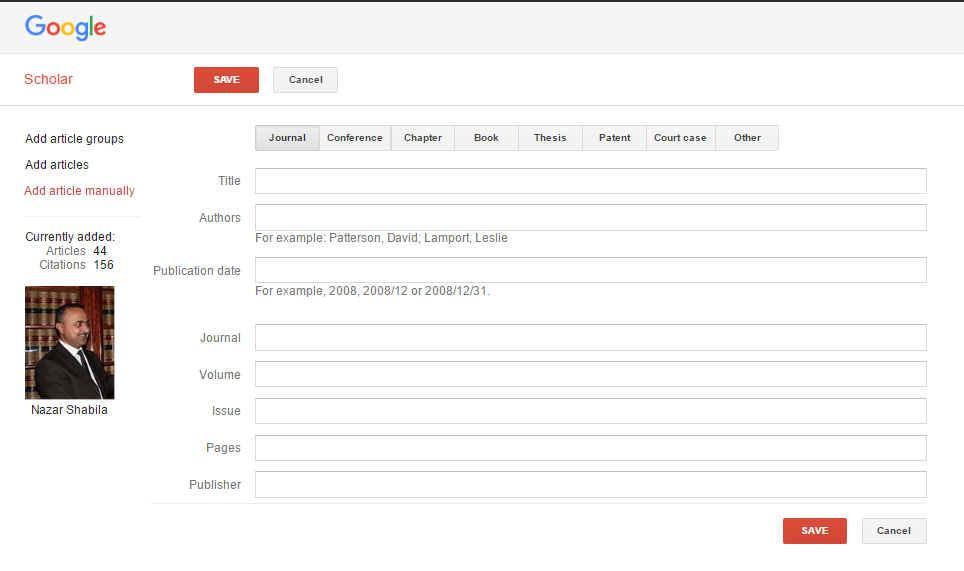 Google
Scholar
SAVE
Cancel
Add article groups
Add articles
Add article manually
Currently added:
Articles 44
Citations 156
Nazar Shabila
Journal Conference Chapter Book Thesis Patent Court case Other
Title
Authors
For example: Patterson, David; Lamport, Leslie
Publication date
For example, 2008, 2008/12 or 2008/12/31.
Journal
Volume
Issue
Pages
Publisher
SAVE
Cancel